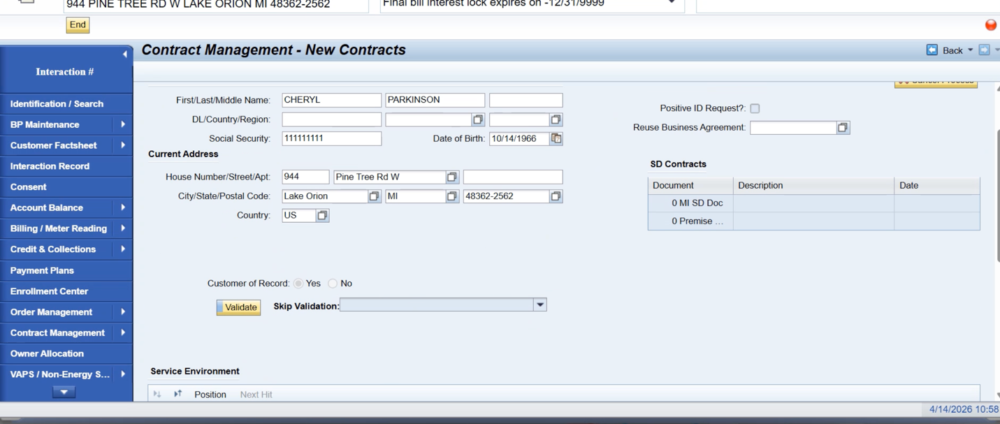 944 PINE TREE RD W LAKE ORION MI 48362-2562
Final bill interest lock expires on -12/31/9999
End
Contract Management - New Contracts
Back
Interaction #
Identification / Search
BP Maintenance
Customer Factsheet
Interaction Record
Consent
Account Balance
Billing / Meter Reading
Credit & Collections
Payment Plans
Enrollment Center
Order Management
Contract Management
Owner Allocation
VAPS / Non-Energy S...
Cancel Process
First/Last/Middle Name: CHERYL PARKINSON
DL/Country/Region:
Social Security: 111111111 Date of Birth: 10/14/1966
Current Address
House Number/Street/Apt: 944 Pine Tree Rd W
City/State/Postal Code: Lake Orion MI 48362-2562
Country: US
Customer of Record: Yes No
Validate Skip Validation:
Positive ID Request?:
Reuse Business Agreement:
SD Contracts
Document Description Date
0 MI SD Doc
0 Premise ...
Service Environment
Position Next Hit
4/14/2026 10:58